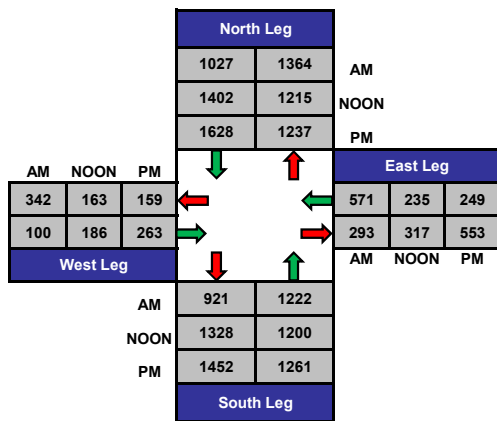 North Leg
1027 1364 AM
1402 1215 NOON
1628 1237 PM
AM NOON PM
East Leg
342 163 159
571 235 249
100 186 263
293 317 553
West Leg
AM NOON PM
AM 921 1222
NOON 1328 1200
PM 1452 1261
South Leg